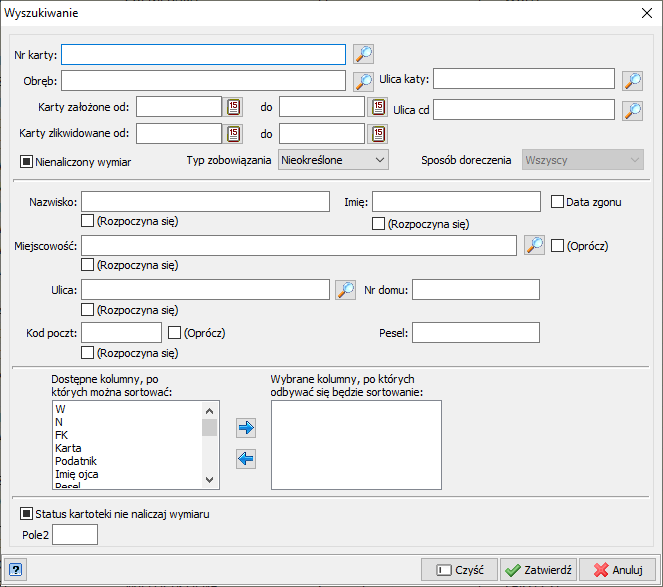 Wyszukiwanie
Nr karty:
Obręb:
Ulica katy:
Karty założone od:
15
do
15
Ulica cd
Karty zlikwidowane od:
15
do
15
Nienaliczony wymiar
Typ zobowiązania
Nieokreślone
Sposób doreczenia
Wszyscy
Nazwisko:
Imię:
Data zgonu
(Rozpoczyna się)
(Rozpoczyna się)
Miejscowość:
(Oprócz)
(Rozpoczyna się)
Ulica:
Nr domu:
(Rozpoczyna się)
Kod poczt:
(Oprócz)
Pesel:
(Rozpoczyna się)
Dostępne kolumny, po
których można sortować:
W
N
FK
Karta
Podatnik
Imię ojca
Pesel
Wybrane kolumny, po których
odbywać się będzie sortowanie:
Status kartoteki nie naliczaj wymiaru
Pole2
?
Czyść
Zatwierdź
Anuluj